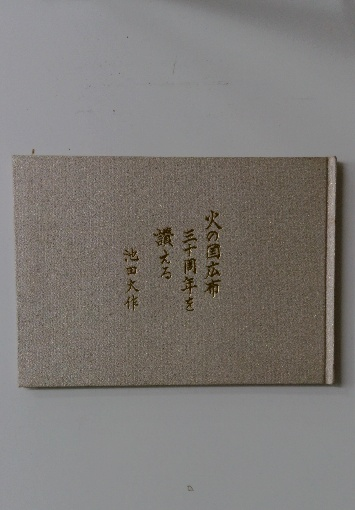 火の国広布
三十周年を
讃える
池田大作